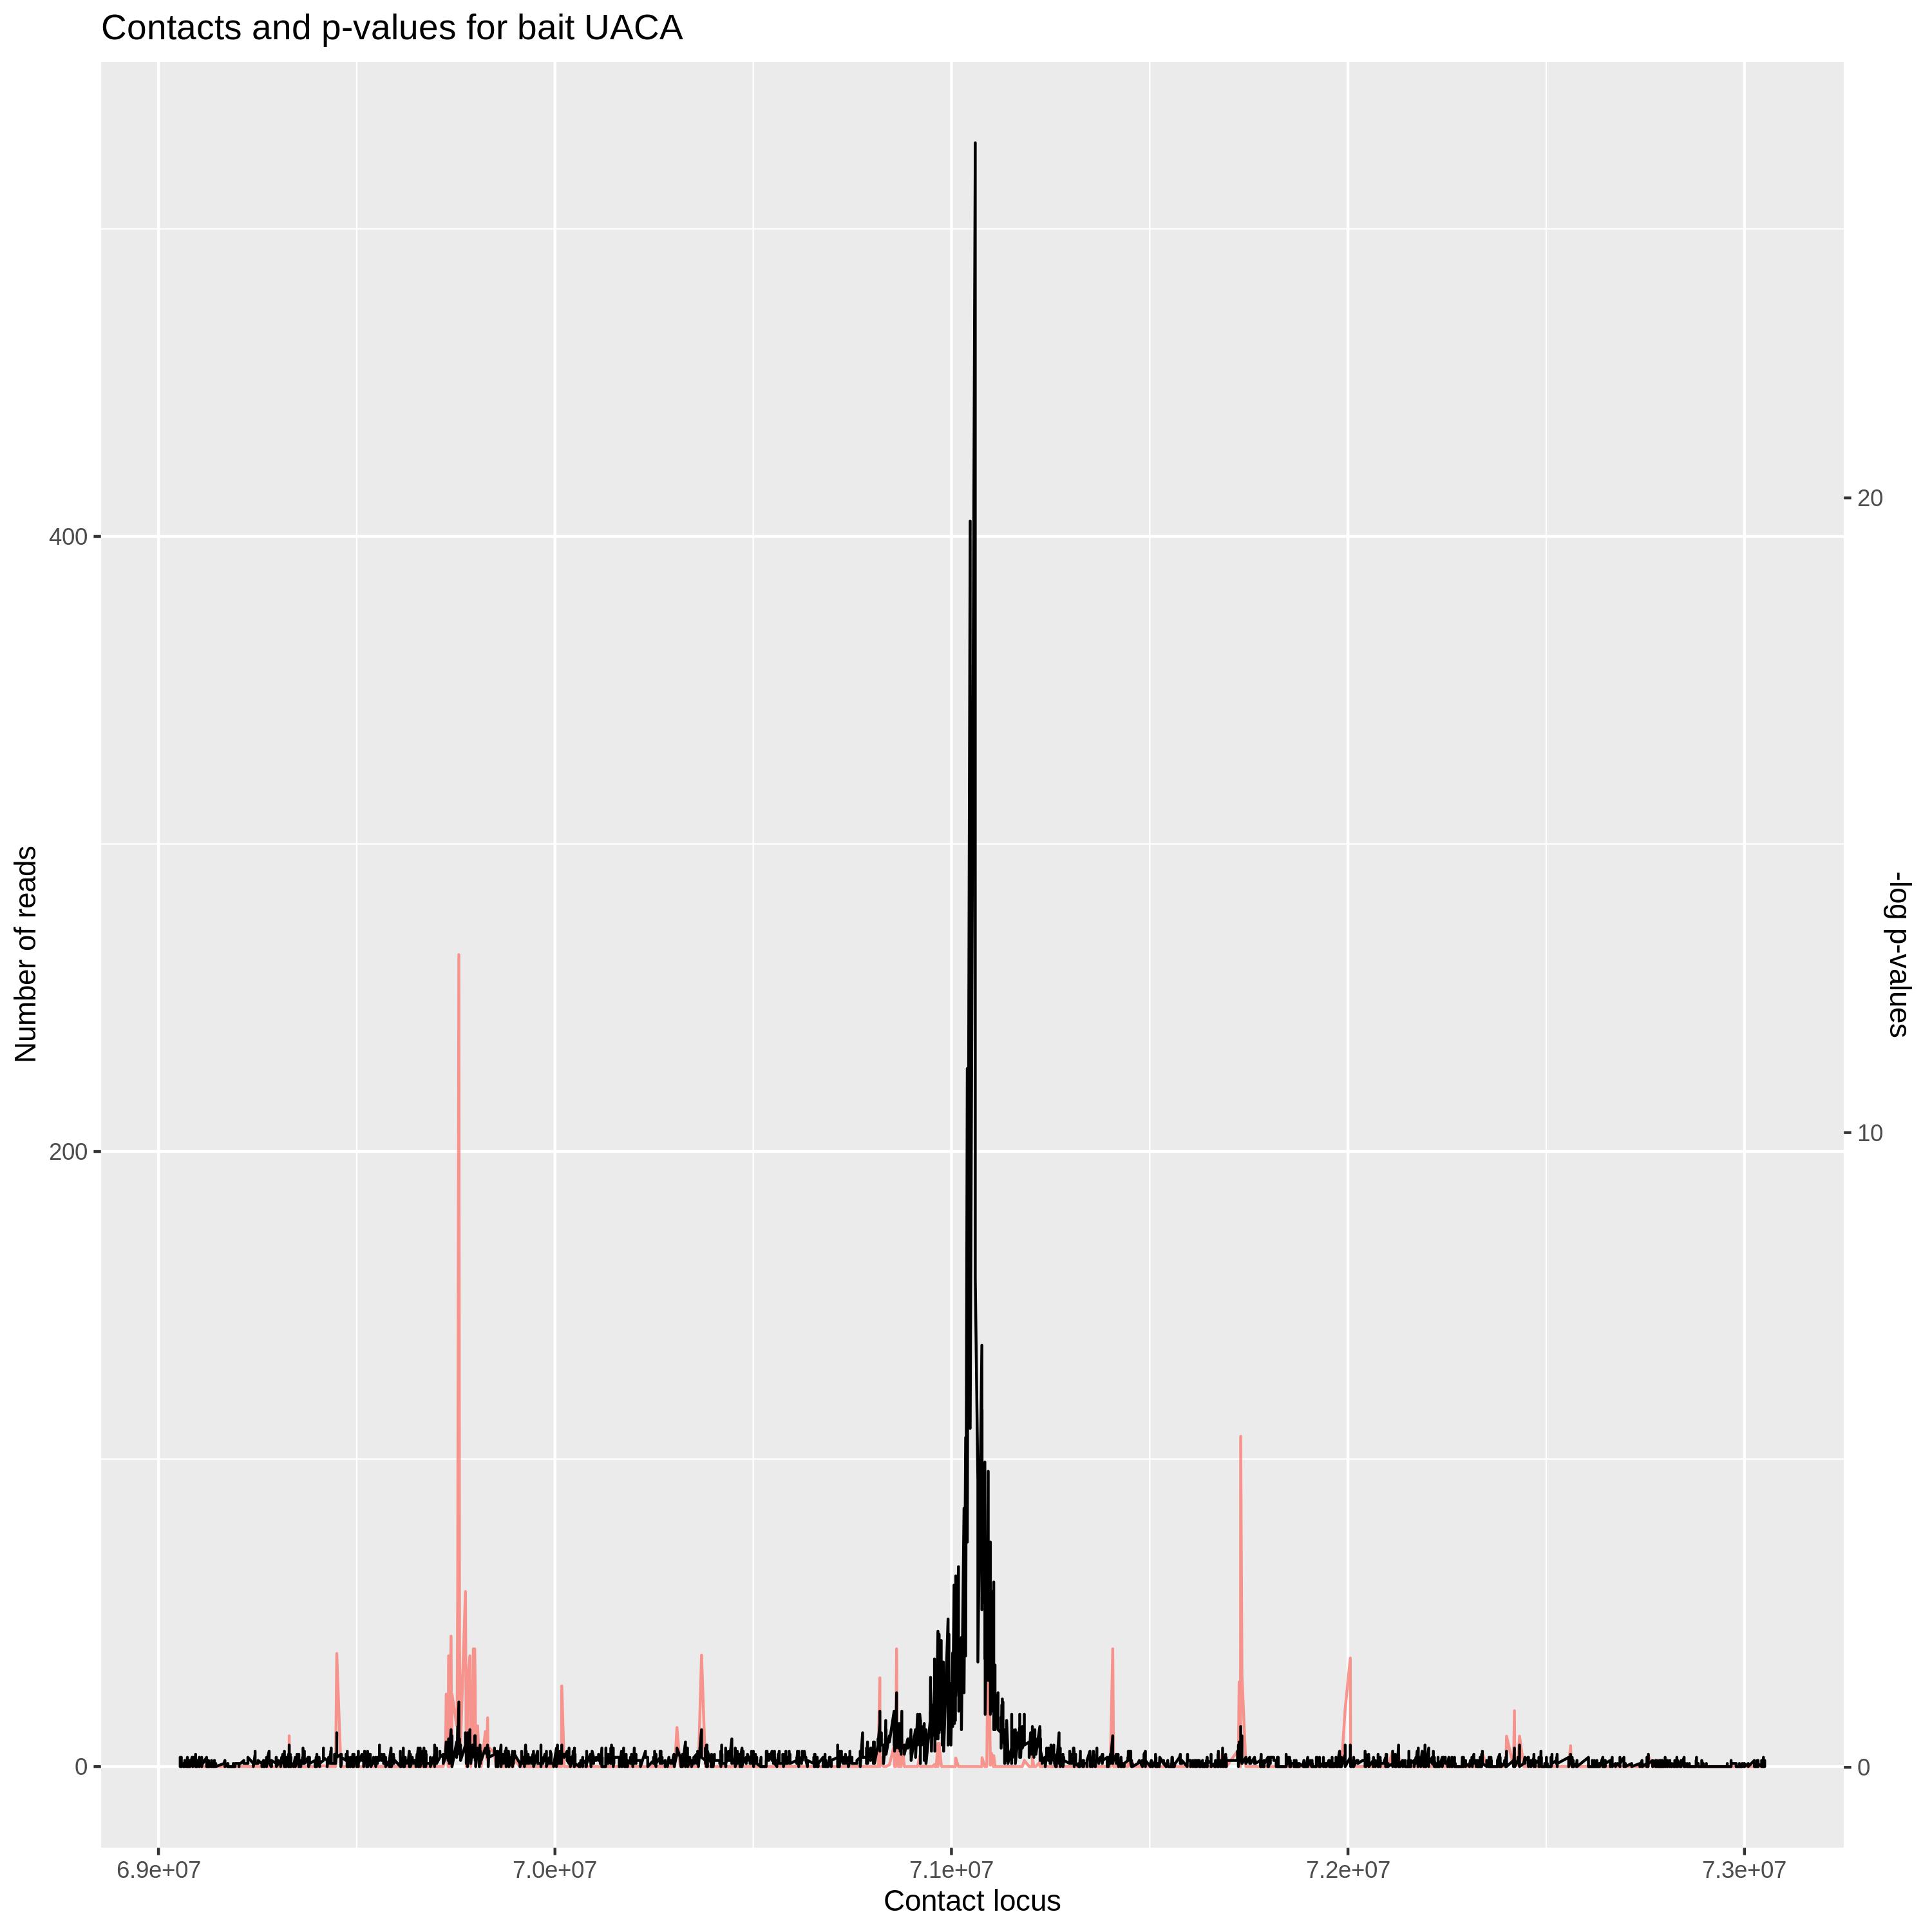 Contacts and p-values for bait UACA
400
200
0
Number of reads
20
10
0
-log p-values
6.9e+07
7.0e+07
7.1e+07
7.2e+07
7.3e+07
Contact locus